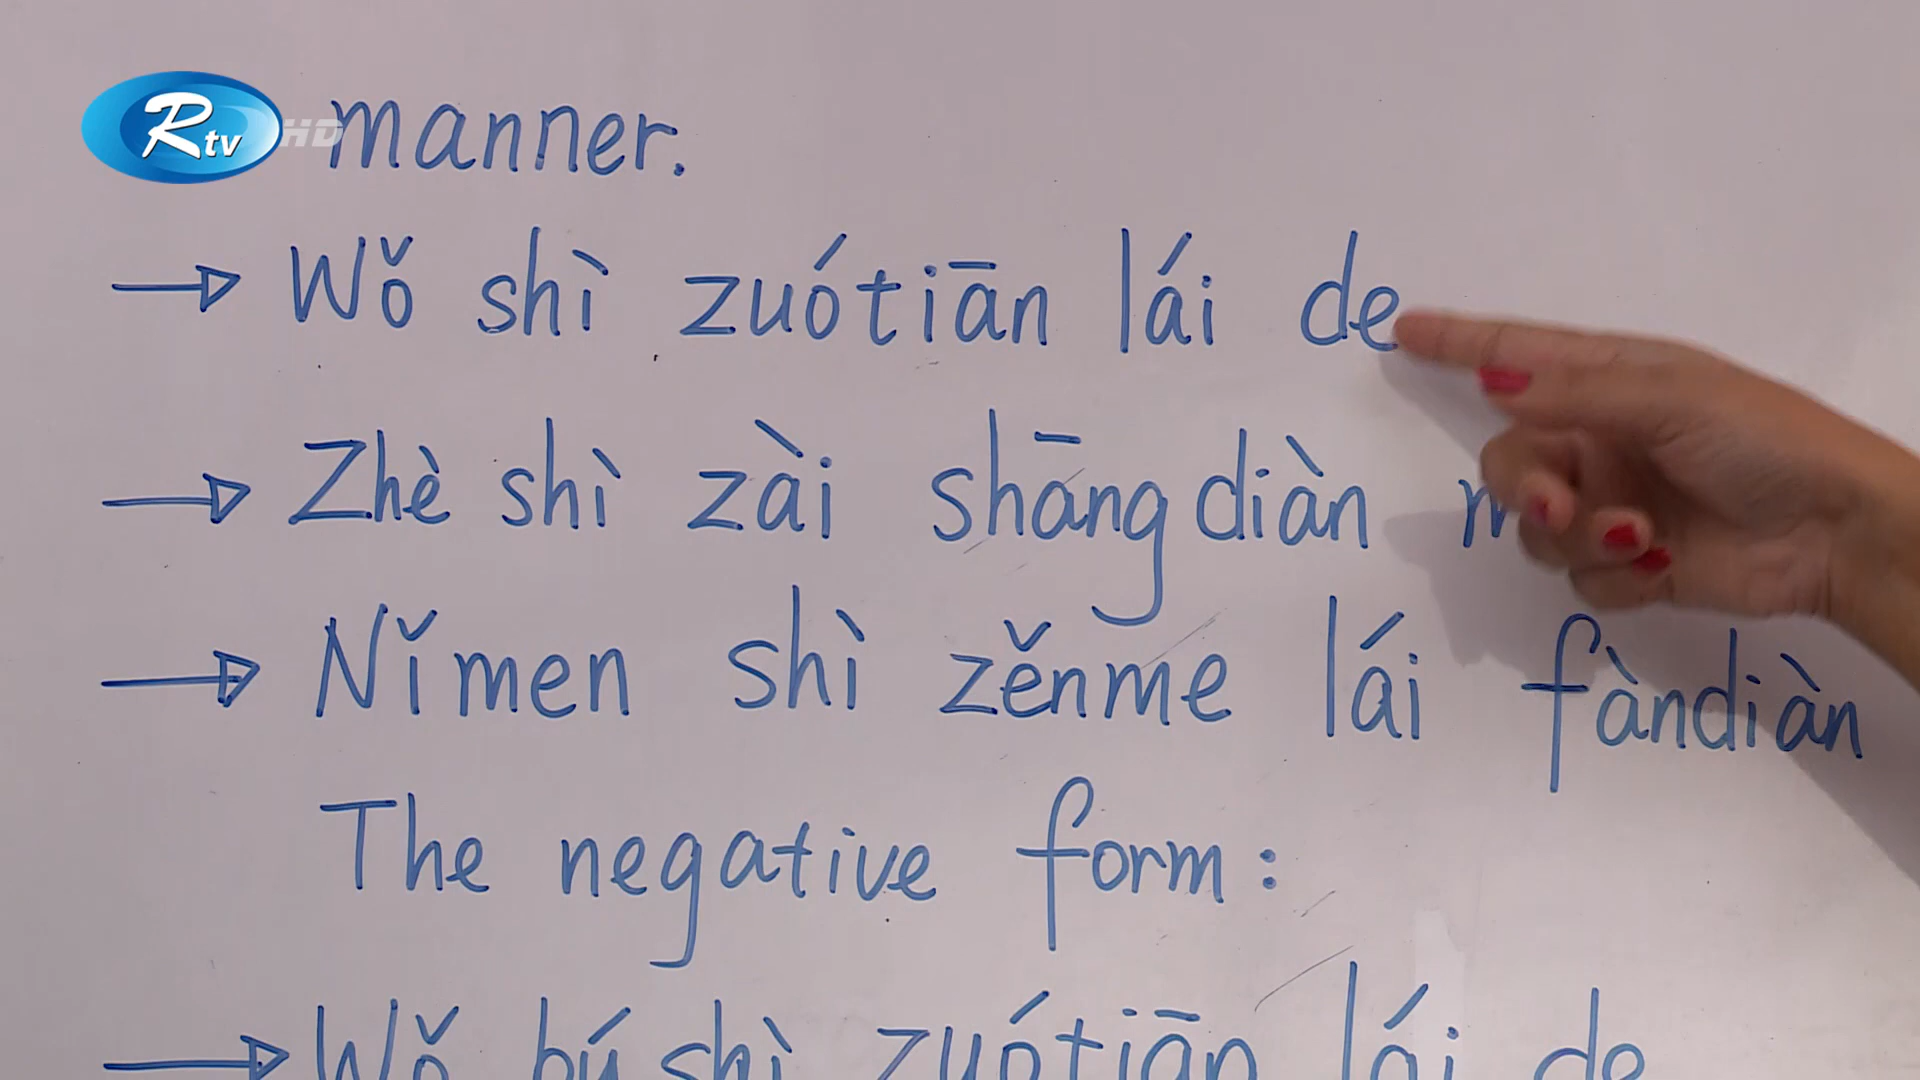 Rtv HD
manner.
Wǒ shì zuótiān lái de
Zhè shì zài shāngdiàn
Nǐmen shì zěnme lái fàndiàn
The negative form:
Wǒ bú shì zuótiān lái de